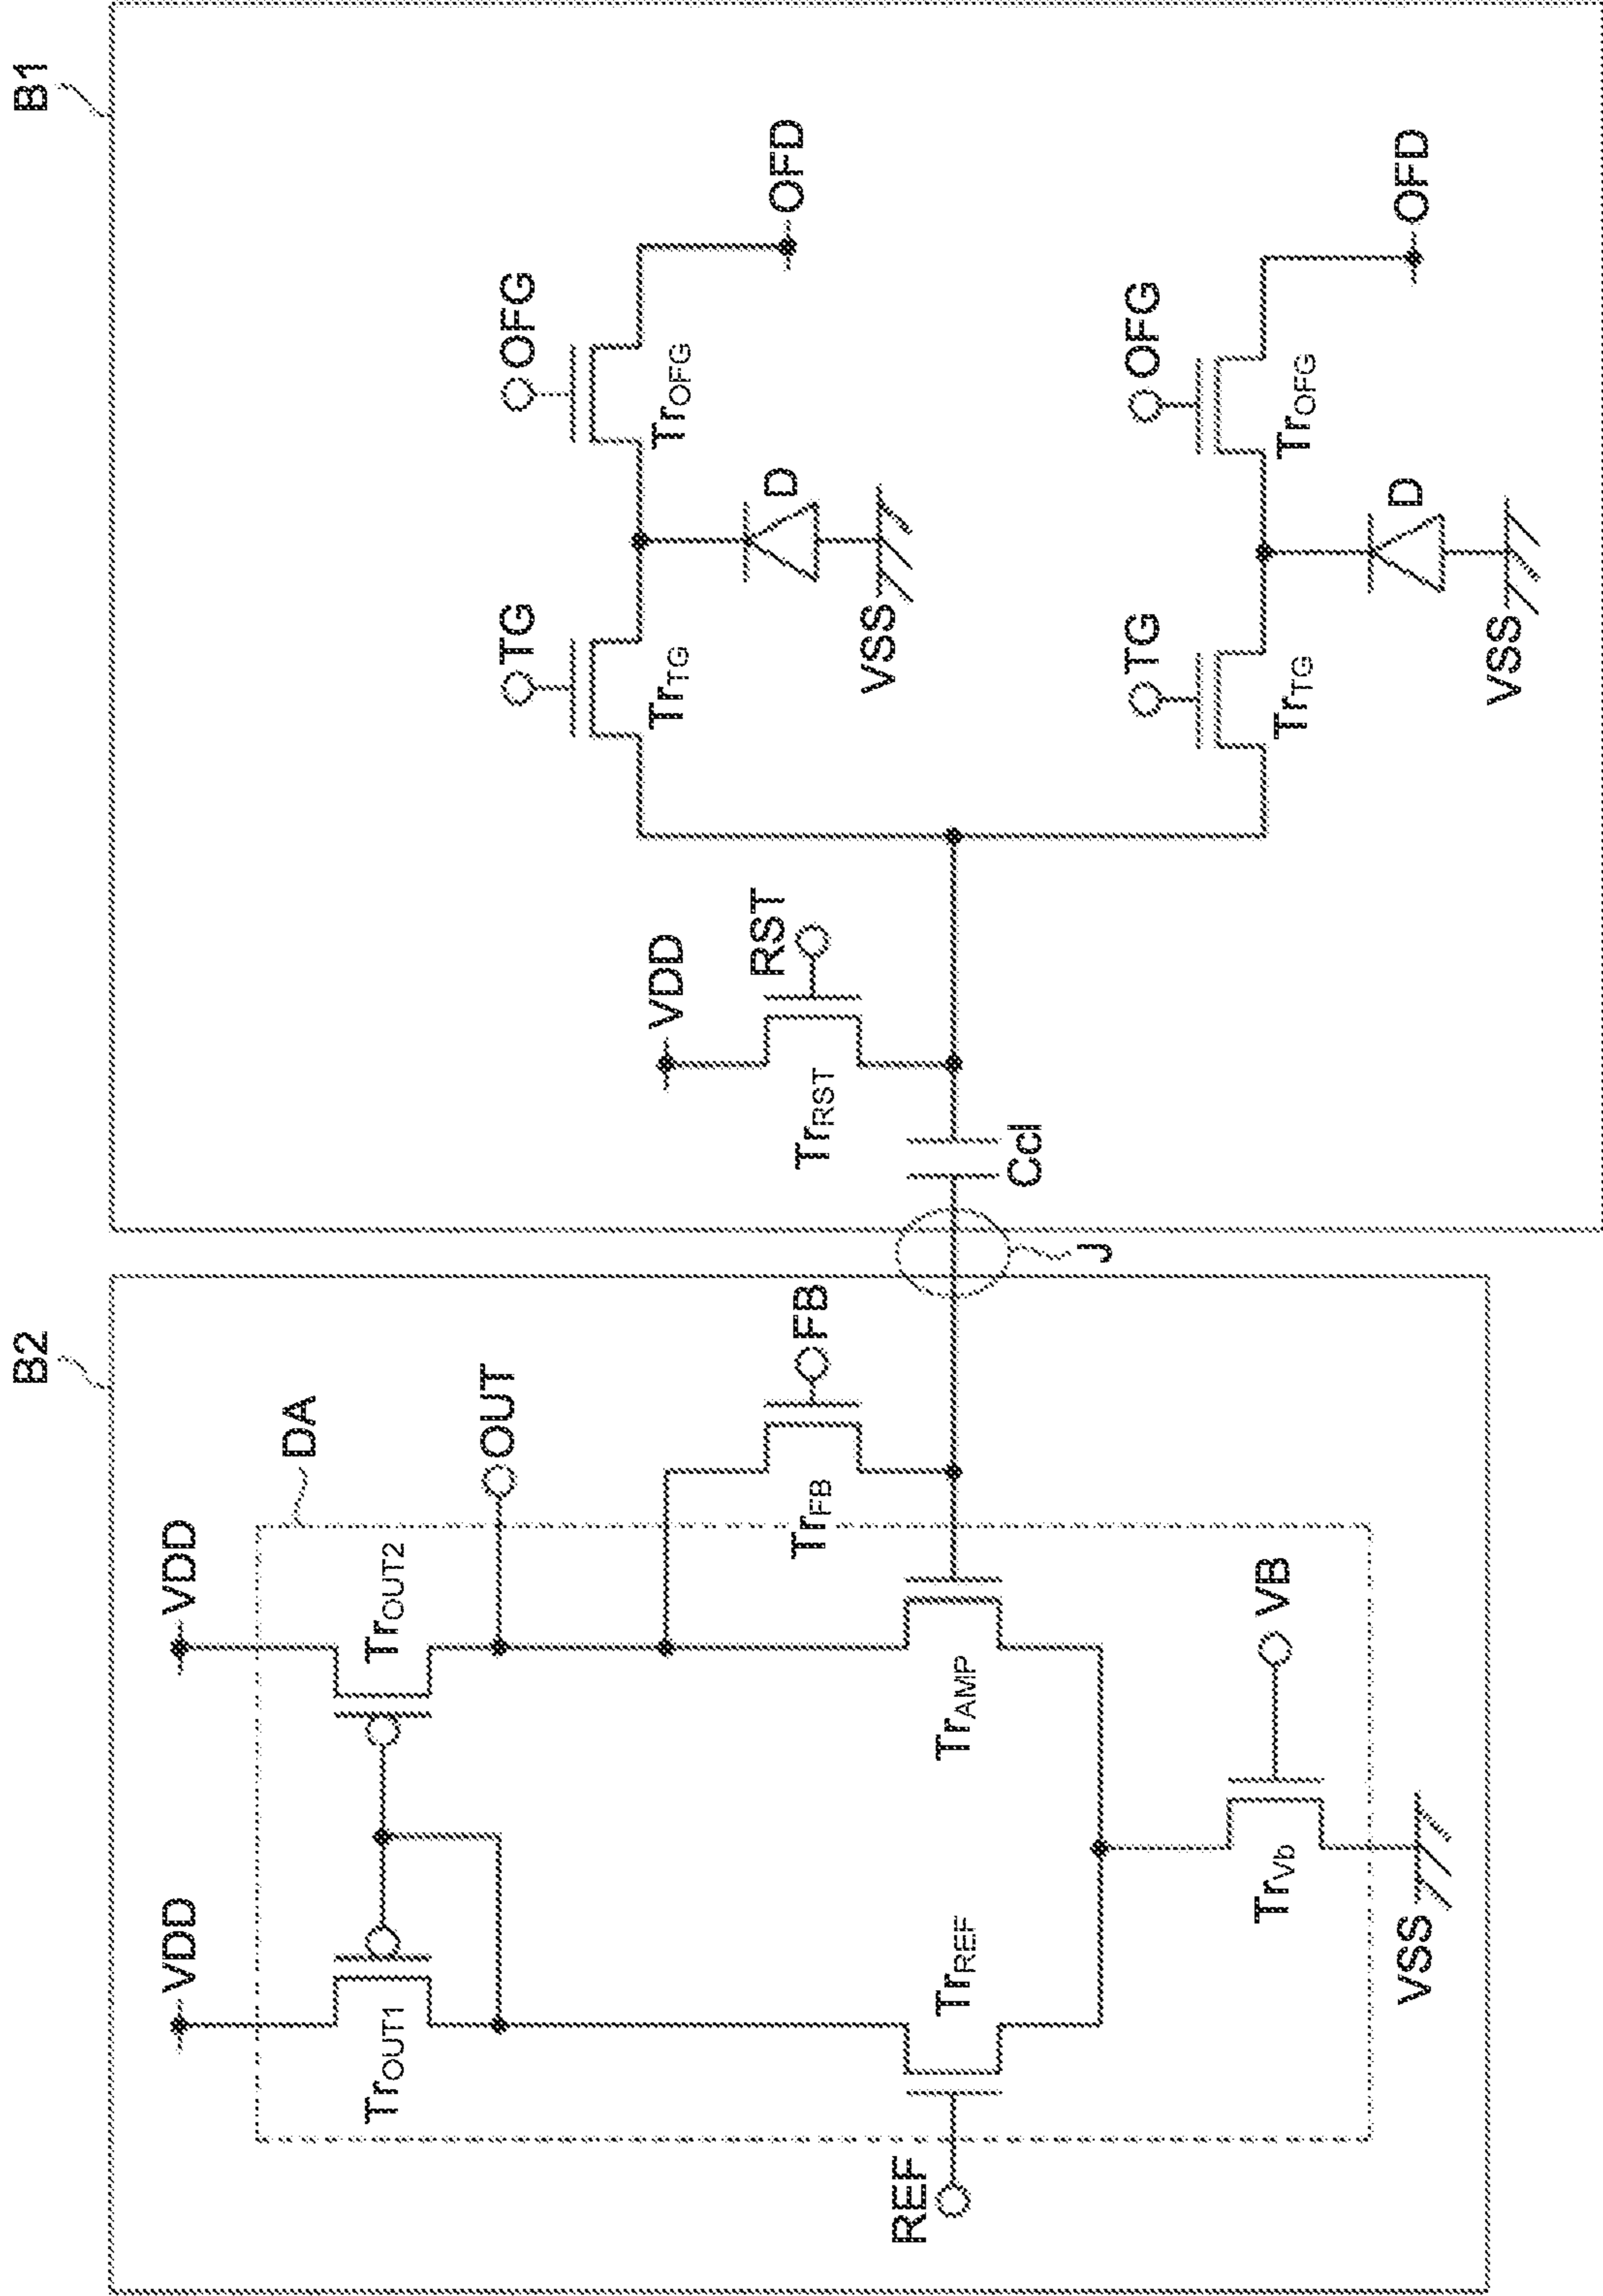 B2
B1
VDD
VDD
DA
TrOUT1
TrOUT2
OUT
TG
OFG
TrTG
TrOFG
VDD
RST
D
OFD
FB
TrFB
TrRST
VSS
REF
TrREF
TrAMP
Ccl
J
TG
OFG
TrVb
VB
TrTG
TrOFG
D
OFD
VSS
VSS